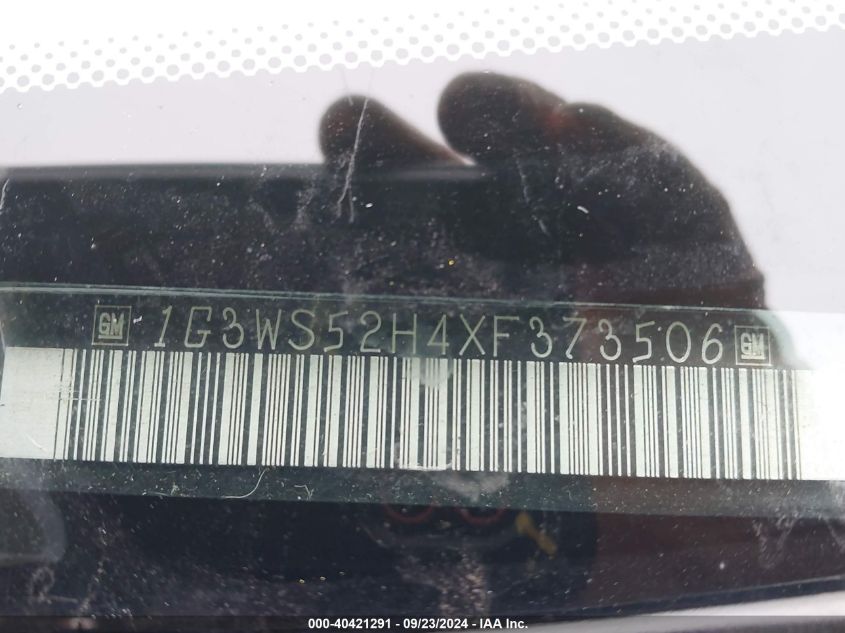 GM 1G3WS52H4XF373506 GM
000-40421291 - 09/23/2024 - IAA Inc.